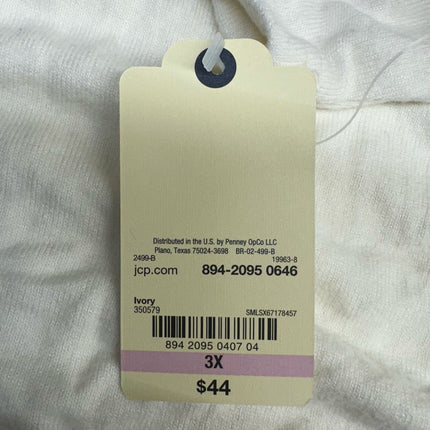 Distributed in the U.S. by Penney OpCo LLC
Plano, Texas 75024-3698 BR-02-499-B
2499-B 19963-8
jcp.com 894-2095 0646
Ivory
350579 SMLSX67178457
894 2095 0407 04
3X
$44